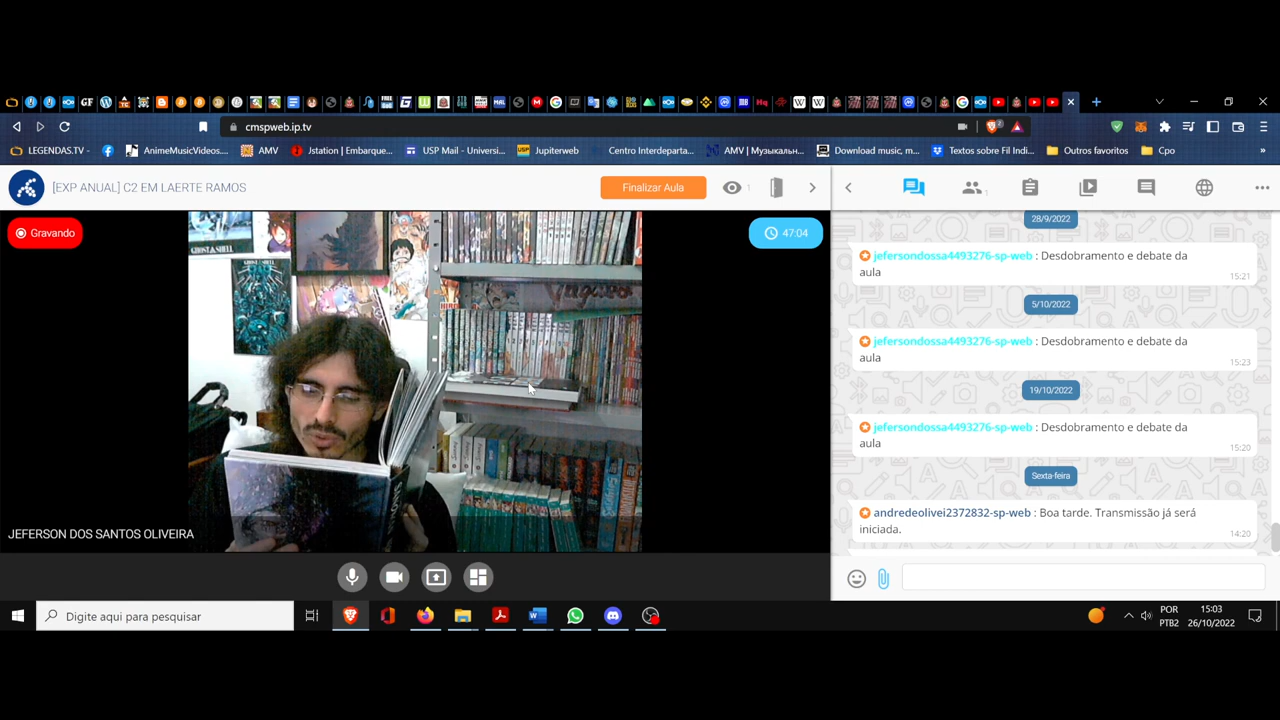 cmspweb.ip.tv
2
LEGENDAS.TV -
AnimeMusicVideos....
AMV
Jstation | Embarque...
USP Mail - Universi...
USP
Jupiterweb
Centro Interdeparta...
AMV | Музыкальн...
Download music, m...
Textos sobre Fil Indi...
Outros favoritos
Cpo
»
[EXP ANUAL] C2 EM LAERTE RAMOS
Finalizar Aula
1
1
Gravando
47:04
JEFERSON DOS SANTOS OLIVEIRA
28/9/2022
jefersondossa4493276-sp-web : Desdobramento e debate da
aula
15:21
5/10/2022
jefersondossa4493276-sp-web : Desdobramento e debate da
aula
15:23
19/10/2022
jefersondossa4493276-sp-web : Desdobramento e debate da
aula
15:20
Sexta-feira
andredeolivei2372832-sp-web : Boa tarde. Transmissão já será
iniciada.
14:20
Digite aqui para pesquisar
POR
PTB2
15:03
26/10/2022